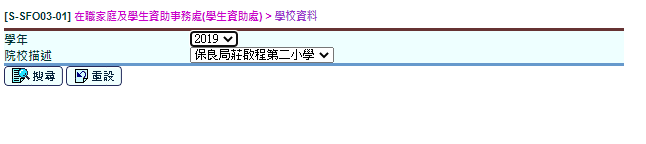 [S-SFO03-01] 在職家庭及學生資助事務處(學生資助處) > 學校資料
學年 2019
院校描述 保良局莊啟程第二小學
搜尋 重設